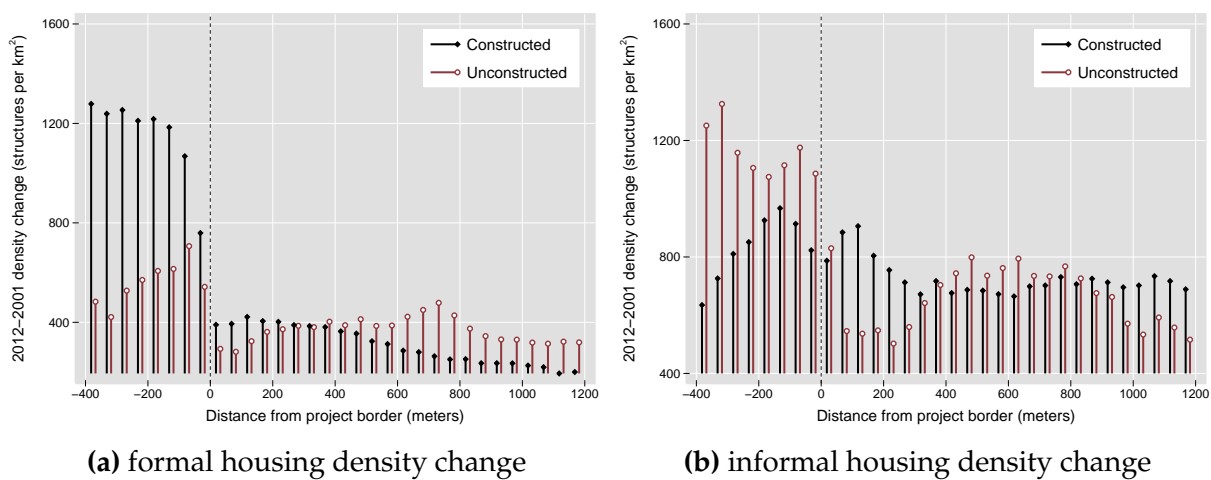 1600
1200
800
400
2012–2001 density change (structures per km²)
Constructed
Unconstructed
−400 −200 0 200 400 600 800 1000 1200
Distance from project border (meters)
(a) formal housing density change
1600
1200
800
400
2012–2001 density change (structures per km²)
Constructed
Unconstructed
−400 −200 0 200 400 600 800 1000 1200
Distance from project border (meters)
(b) informal housing density change